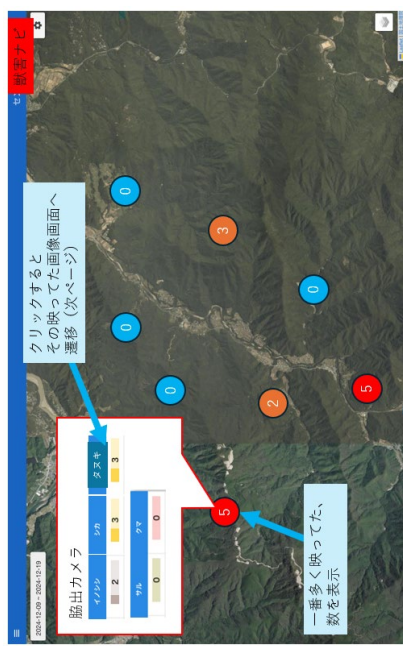 獣害ナビ
セン
2024-12-09 ~ 2024-12-19
クリックすると
その映ってた画像画面へ
遷移（次ページ）
脇出カメラ
イノシシ シカ タヌキ
2 3 3
サル クマ
0 0
0
0
0
3
0
2
5
5
一番多く映ってた、
数を表示